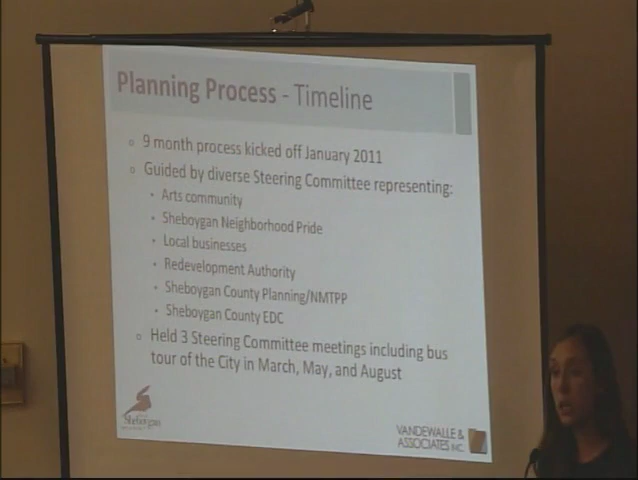 Planning Process - Timeline
9 month process kicked off January 2011
Guided by diverse Steering Committee representing:
Arts community
Sheboygan Neighborhood Pride
Local businesses
Redevelopment Authority
Sheboygan County Planning/NMTPP
Sheboygan County EDC
Held 3 Steering Committee meetings including bus
tour of the City in March, May, and August
Sheboygan
VANDEWALLE &
ASSOCIATES INC.